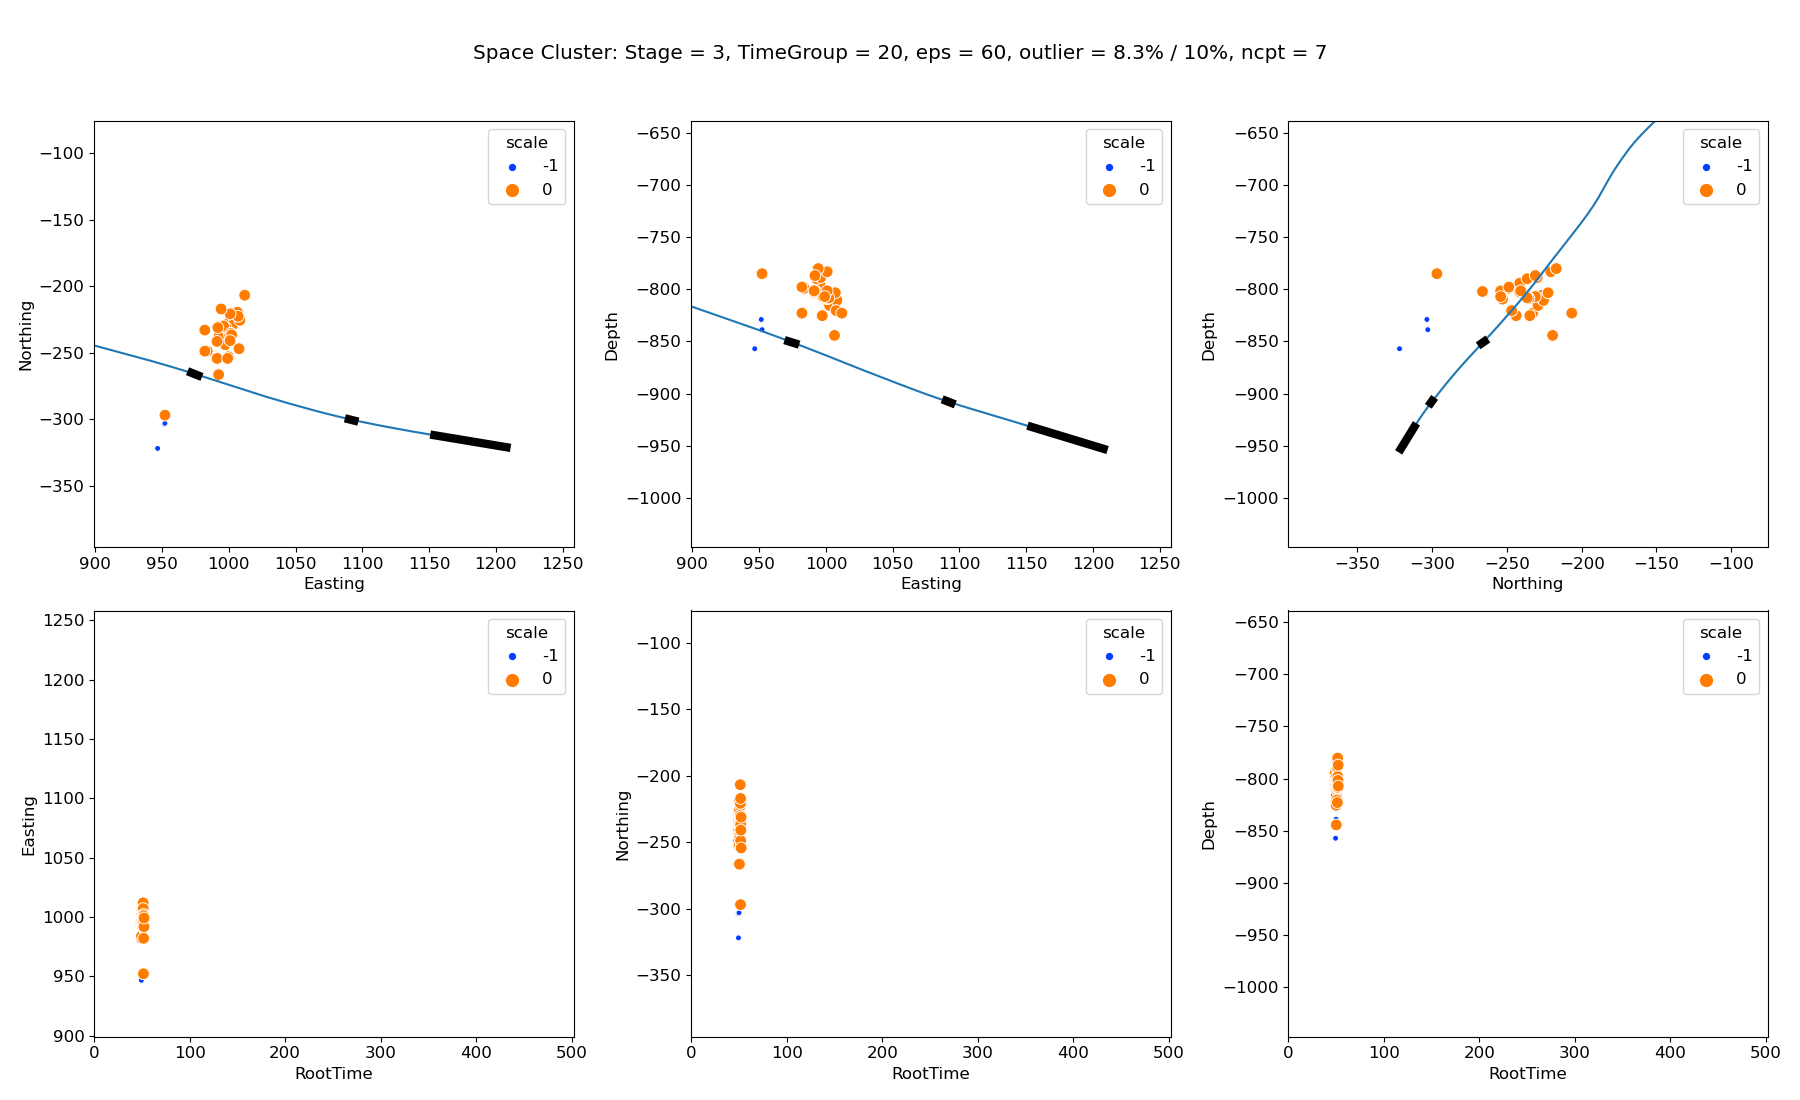 Space Cluster: Stage = 3, TimeGroup = 20, eps = 60, outlier = 8.3% / 10%, ncpt = 7
scale
-1
0
−100
−150
−200
−250
−300
−350
Northing
900 950 1000 1050 1100 1150 1200 1250
Easting
scale
-1
0
−650
−700
−750
−800
−850
−900
−950
−1000
Depth
900 950 1000 1050 1100 1150 1200 1250
Easting
scale
-1
0
−650
−700
−750
−800
−850
−900
−950
−1000
Depth
−350 −300 −250 −200 −150 −100
Northing
scale
-1
0
1250
1200
1150
1100
1050
1000
950
900
Easting
0 100 200 300 400 500
RootTime
scale
-1
0
−100
−150
−200
−250
−300
−350
Northing
0 100 200 300 400 500
RootTime
scale
-1
0
−650
−700
−750
−800
−850
−900
−950
−1000
Depth
0 100 200 300 400 500
RootTime